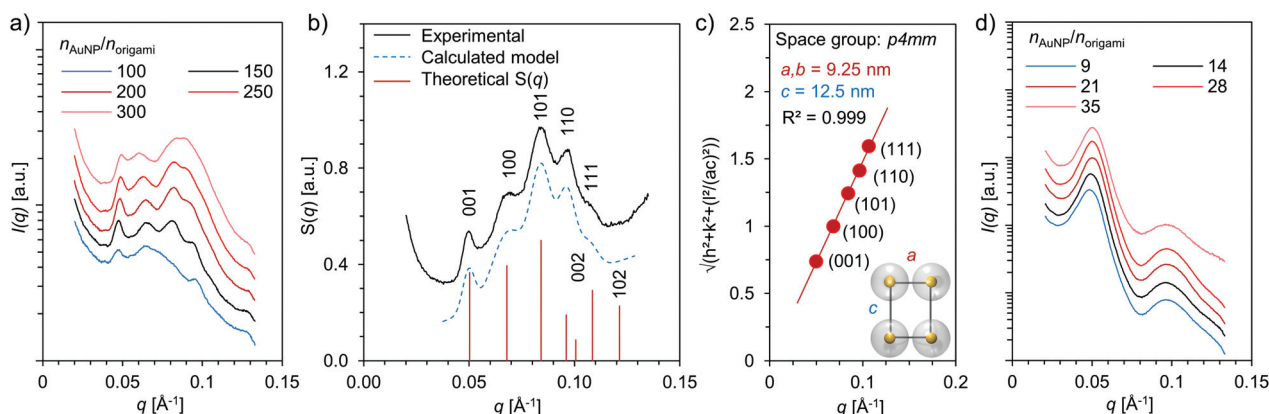 a)
n_AuNP/n_origami
100
150
200
250
300
I(q) [a.u.]
0
0.05
0.1
0.15
q [Å⁻¹]
b)
Experimental
Calculated model
Theoretical S(q)
S(q) [a.u.]
1.2
0.8
0.4
0.0
001
100
101
110
111
002
102
0.00
0.05
0.10
0.15
q [Å⁻¹]
c)
Space group: p4mm
a,b = 9.25 nm
c = 12.5 nm
R² = 0.999
√(h²+k²+(l²/(ac)²))
2.5
2
1.5
1
0.5
0
(111)
(110)
(101)
(100)
(001)
a
c
0
0.1
0.2
q [Å⁻¹]
d)
n_AuNP/n_origami
9
14
21
28
35
I(q) [a.u.]
0
0.05
0.1
0.15
q [Å⁻¹]